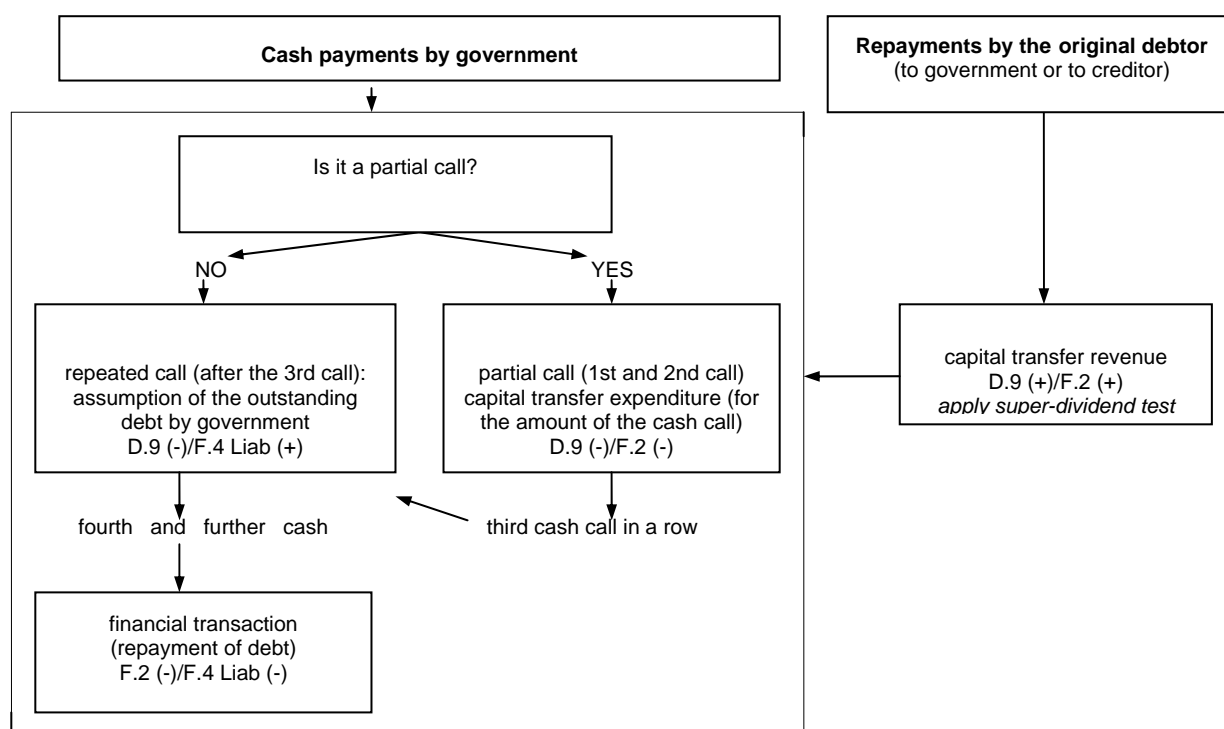 Cash payments by government
Repayments by the original debtor
(to government or to creditor)
Is it a partial call?
NO
YES
repeated call (after the 3rd call):
assumption of the outstanding
debt by government
D.9 (-)/F.4 Liab (+)
partial call (1st and 2nd call)
capital transfer expenditure (for
the amount of the cash call)
D.9 (-)/F.2 (-)
capital transfer revenue
D.9 (+)/F.2 (+)
apply super-dividend test
fourth and further cash
third cash call in a row
financial transaction
(repayment of debt)
F.2 (-)/F.4 Liab (-)